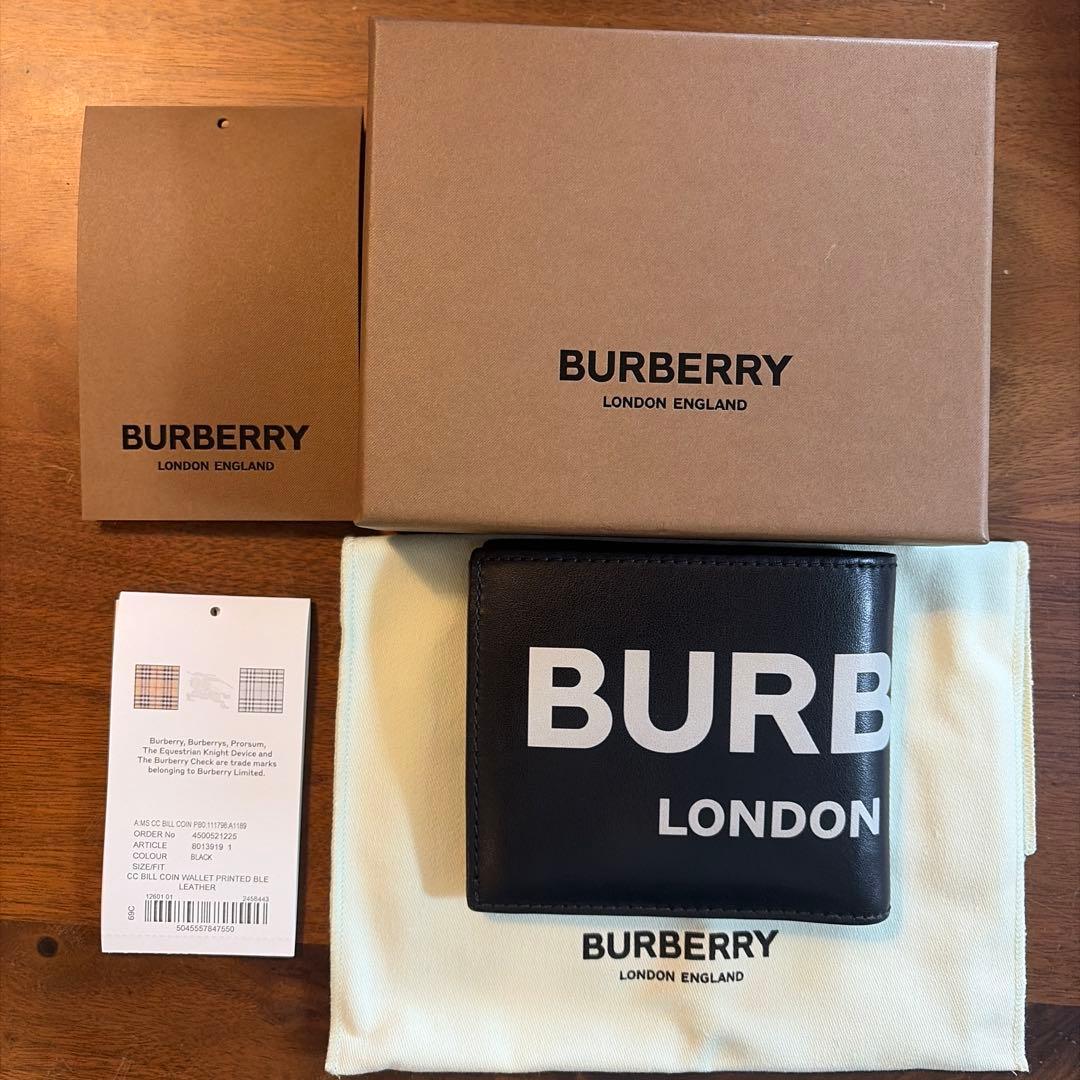 BURBERRY
LONDON ENGLAND
BURBERRY
LONDON ENGLAND
Burberry, Burberrys, Prorsum,
The Equestrian Knight Device and
The Burberry Check are trade marks
belonging to Burberry Limited.
A:MS CC BILL COIN PB0:111798:A1189
ORDER No 4500521225
ARTICLE 8013919 1
COLOUR BLACK
SIZE/FIT
CC BILL COIN WALLET PRINTED BLE
LEATHER
12601 01 2458443
69C
5045557847550
BURB
LONDON
BURBERRY
LONDON ENGLAND